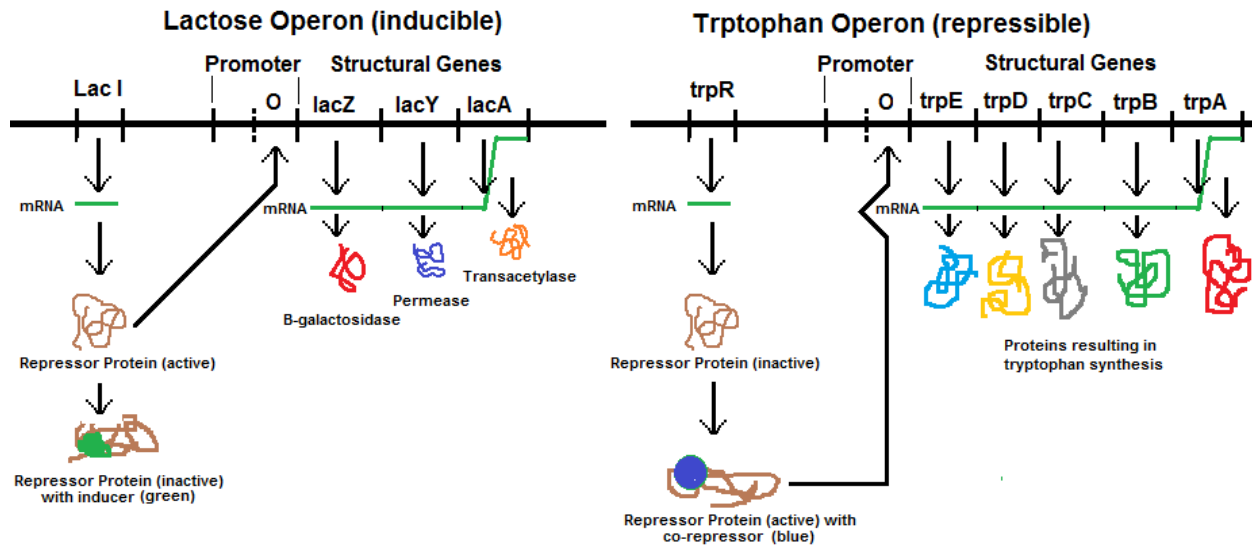 Lactose Operon (inducible)
Promoter
Structural Genes
Lac I
O
lacZ
lacY
lacA
mRNA
mRNA
B-galactosidase
Permease
Transacetylase
Repressor Protein (active)
Repressor Protein (inactive)
with inducer (green)
Trptophan Operon (repressible)
Promoter
Structural Genes
trpR
O
trpE
trpD
trpC
trpB
trpA
mRNA
mRNA
Proteins resulting in
tryptophan synthesis
Repressor Protein (inactive)
Repressor Protein (active) with
co-repressor (blue)